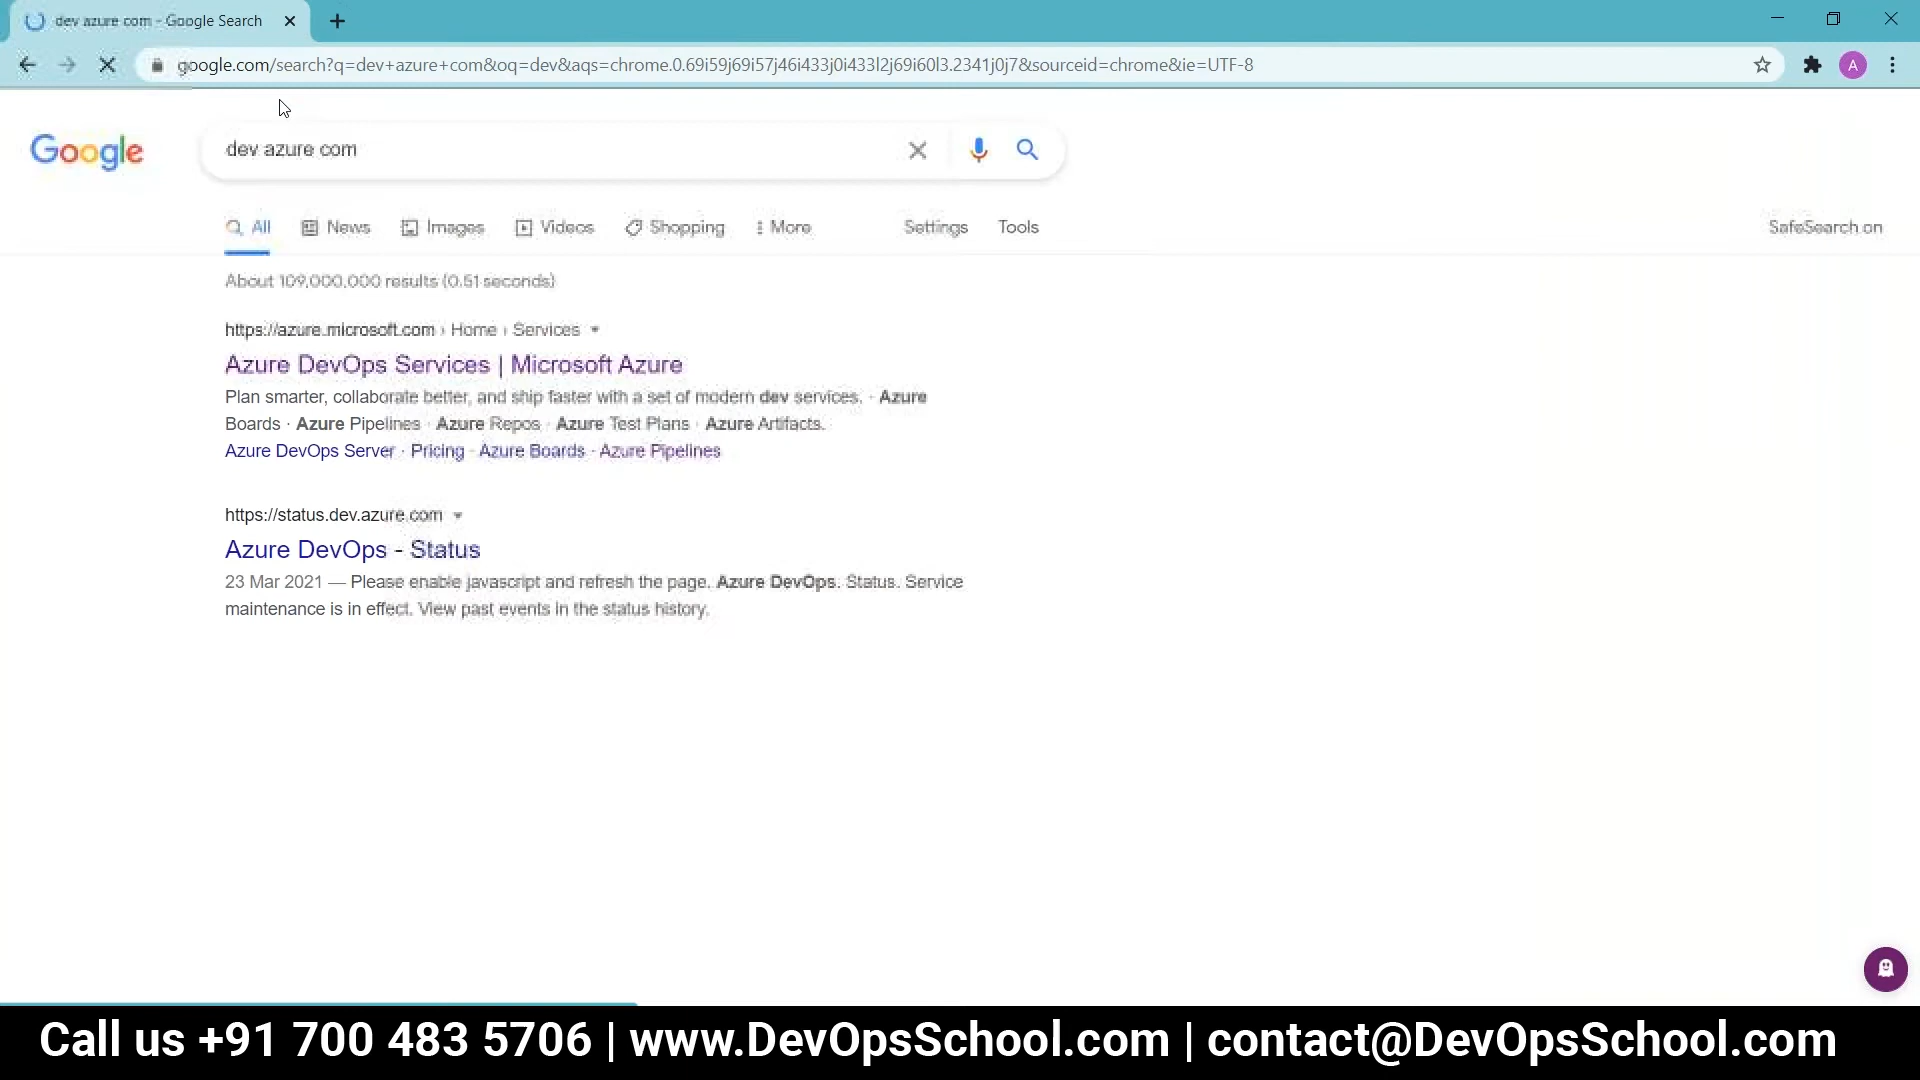 dev azure com - Google Search
google.com/search?q=dev+azure+com&oq=dev&aqs=chrome.0.69i59j69i57j46i433j0i433l2j69i60l3.2341j0j7&sourceid=chrome&ie=UTF-8
A
Google
dev azure com
All News Images Videos Shopping More Settings Tools SafeSearch on
About 109,000,000 results (0.51 seconds)
https://azure.microsoft.com › Home › Services
Azure DevOps Services | Microsoft Azure
Plan smarter, collaborate better, and ship faster with a set of modern dev services. · Azure
Boards · Azure Pipelines · Azure Repos · Azure Test Plans · Azure Artifacts.
Azure DevOps Server · Pricing · Azure Boards · Azure Pipelines
https://status.dev.azure.com
Azure DevOps - Status
23 Mar 2021 — Please enable javascript and refresh the page. Azure DevOps. Status. Service
maintenance is in effect. View past events in the status history.
Call us +91 700 483 5706 | www.DevOpsSchool.com | contact@DevOpsSchool.com